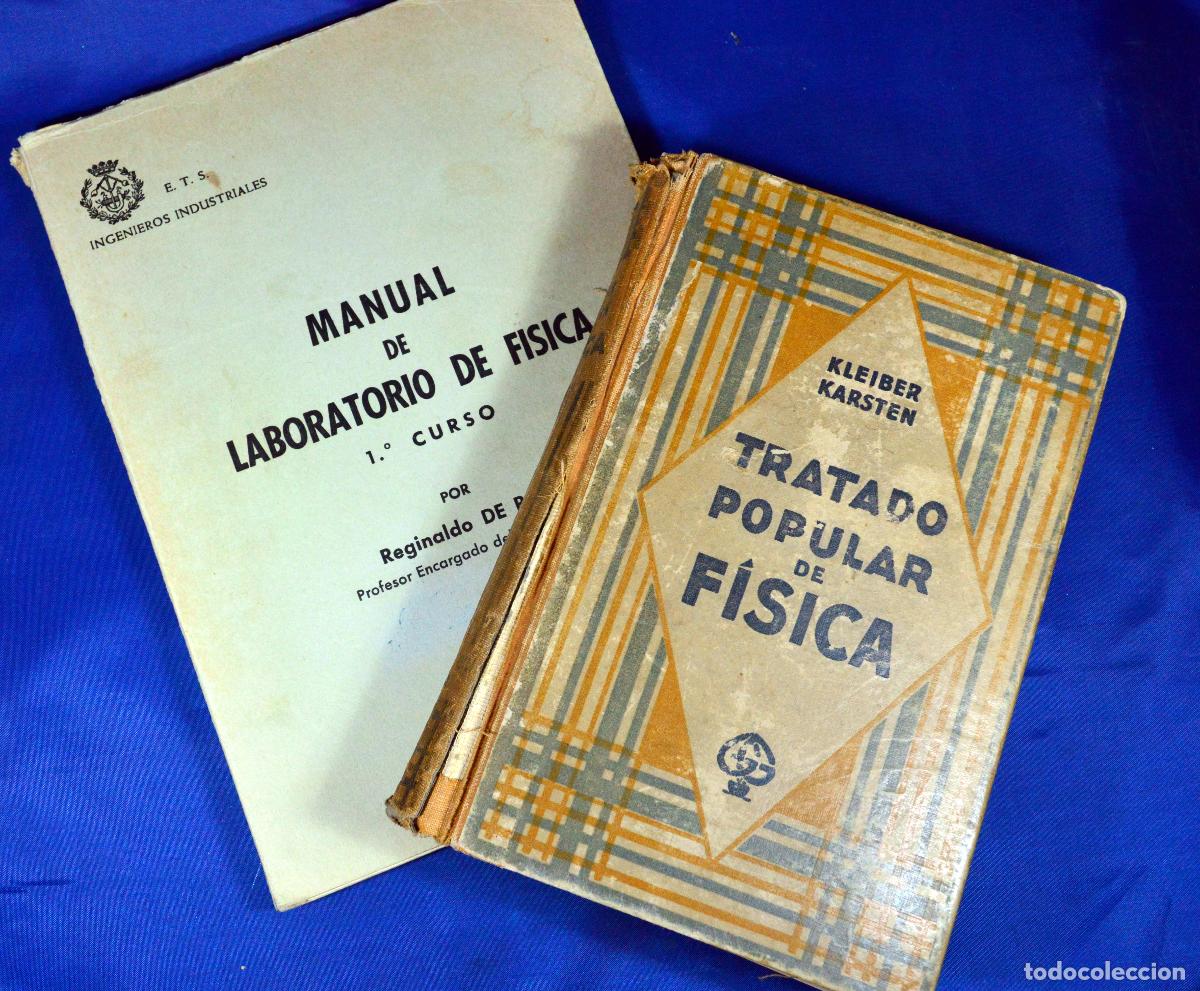 E. T. S.
INGENIEROS INDUSTRIALES
MANUAL
DE
LABORATORIO DE FISICA
1.º CURSO
POR
Reginaldo DE
Profesor Encargado de
KLEIBER
KARSTEN
TRATADO
POPULAR
DE
FÍSICA
todocoleccion